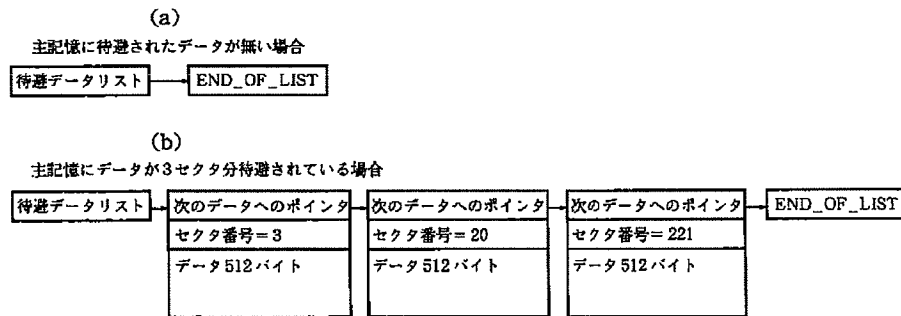 (a)
主記憶に待避されたデータが無い場合
待避データリスト
END_OF_LIST
(b)
主記憶にデータが3セクタ分待避されている場合
待避データリスト
次のデータへのポインタ
次のデータへのポインタ
次のデータへのポインタ
END_OF_LIST
セクタ番号=3
セクタ番号=20
セクタ番号=221
データ512バイト
データ512バイト
データ512バイト